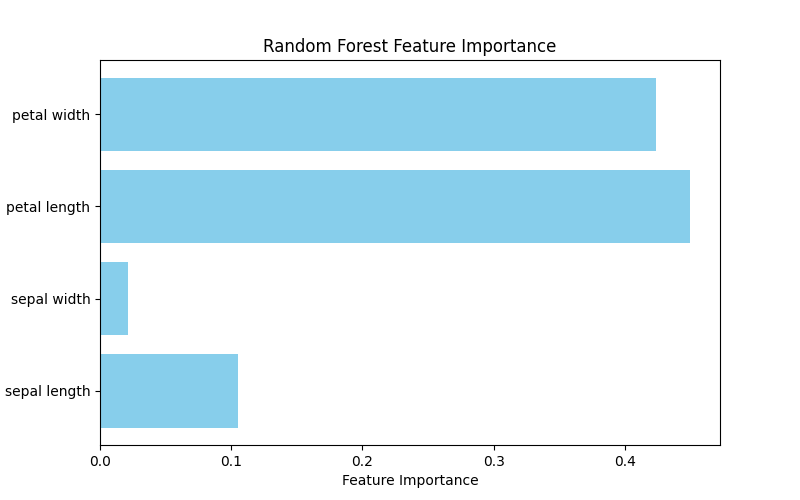 Random Forest Feature Importance
petal width
petal length
sepal width
sepal length
0.0 0.1 0.2 0.3 0.4
Feature Importance